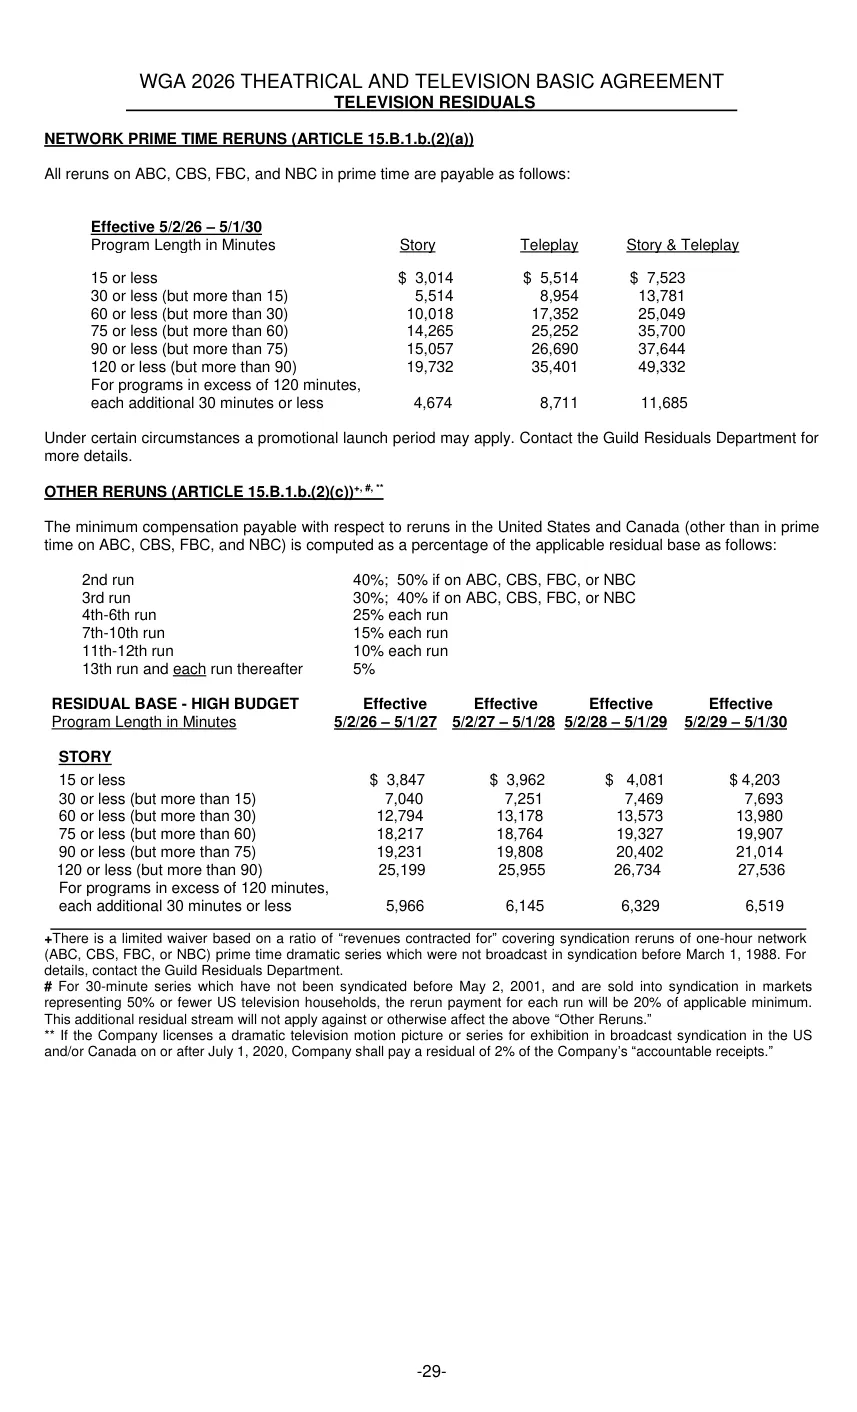 WGA 2026 THEATRICAL AND TELEVISION BASIC AGREEMENT
TELEVISION RESIDUALS
NETWORK PRIME TIME RERUNS (ARTICLE 15.B.1.b.(2)(a))
All reruns on ABC, CBS, FBC, and NBC in prime time are payable as follows:
Effective 5/2/26 – 5/1/30
Program Length in Minutes Story Teleplay Story & Teleplay
15 or less $ 3,014 $ 5,514 $ 7,523
30 or less (but more than 15) 5,514 8,954 13,781
60 or less (but more than 30) 10,018 17,352 25,049
75 or less (but more than 60) 14,265 25,252 35,700
90 or less (but more than 75) 15,057 26,690 37,644
120 or less (but more than 90) 19,732 35,401 49,332
For programs in excess of 120 minutes,
each additional 30 minutes or less 4,674 8,711 11,685
Under certain circumstances a promotional launch period may apply. Contact the Guild Residuals Department for
more details.
OTHER RERUNS (ARTICLE 15.B.1.b.(2)(c))+, #, **
The minimum compensation payable with respect to reruns in the United States and Canada (other than in prime
time on ABC, CBS, FBC, and NBC) is computed as a percentage of the applicable residual base as follows:
2nd run 40%; 50% if on ABC, CBS, FBC, or NBC
3rd run 30%; 40% if on ABC, CBS, FBC, or NBC
4th-6th run 25% each run
7th-10th run 15% each run
11th-12th run 10% each run
13th run and each run thereafter 5%
RESIDUAL BASE - HIGH BUDGET Effective Effective Effective Effective
Program Length in Minutes 5/2/26 – 5/1/27 5/2/27 – 5/1/28 5/2/28 – 5/1/29 5/2/29 – 5/1/30
STORY
15 or less $ 3,847 $ 3,962 $ 4,081 $ 4,203
30 or less (but more than 15) 7,040 7,251 7,469 7,693
60 or less (but more than 30) 12,794 13,178 13,573 13,980
75 or less (but more than 60) 18,217 18,764 19,327 19,907
90 or less (but more than 75) 19,231 19,808 20,402 21,014
120 or less (but more than 90) 25,199 25,955 26,734 27,536
For programs in excess of 120 minutes,
each additional 30 minutes or less 5,966 6,145 6,329 6,519
+There is a limited waiver based on a ratio of “revenues contracted for” covering syndication reruns of one-hour network
(ABC, CBS, FBC, or NBC) prime time dramatic series which were not broadcast in syndication before March 1, 1988. For
details, contact the Guild Residuals Department.
# For 30-minute series which have not been syndicated before May 2, 2001, and are sold into syndication in markets
representing 50% or fewer US television households, the rerun payment for each run will be 20% of applicable minimum.
This additional residual stream will not apply against or otherwise affect the above “Other Reruns.”
** If the Company licenses a dramatic television motion picture or series for exhibition in broadcast syndication in the US
and/or Canada on or after July 1, 2020, Company shall pay a residual of 2% of the Company’s “accountable receipts.”
-29-